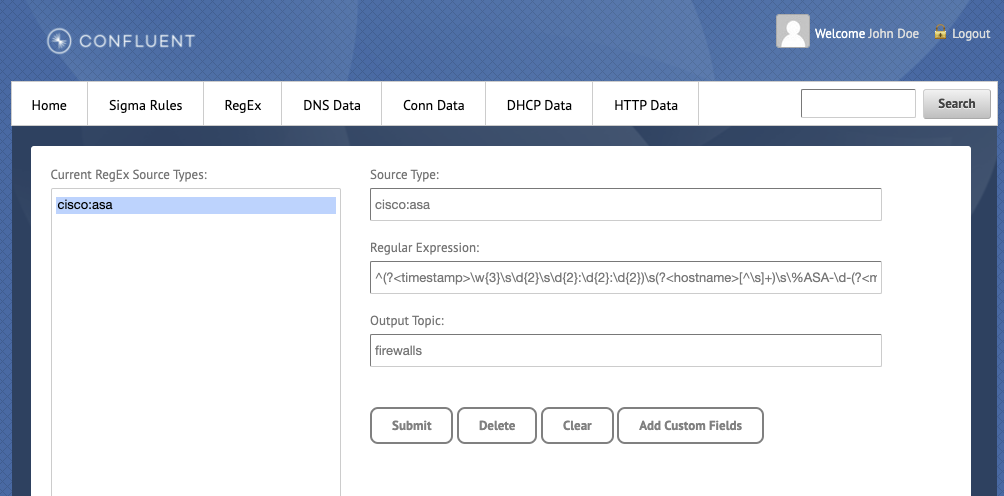 CONFLUENT
Welcome John Doe Logout
Home Sigma Rules RegEx DNS Data Conn Data DHCP Data HTTP Data Search
Current RegEx Source Types:
cisco:asa
Source Type:
cisco:asa
Regular Expression:
^(?<timestamp>\w{3}\s\d{2}\s\d{2}:\d{2}:\d{2})\s(?<hostname>[^\s]+)\s\%ASA-\d-(?<m
Output Topic:
firewalls
Submit Delete Clear Add Custom Fields